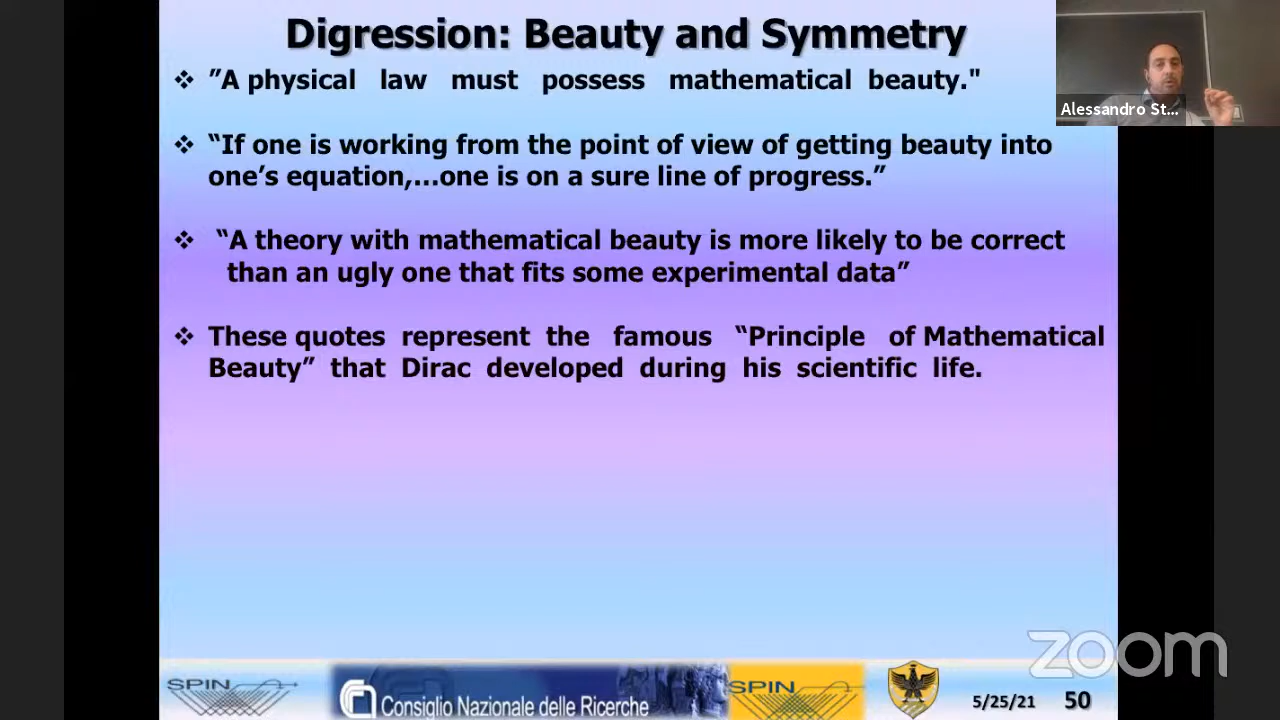 Digression: Beauty and Symmetry
❖ ”A physical law must possess mathematical beauty."
Alessandro St...
❖ “If one is working from the point of view of getting beauty into
one’s equation,...one is on a sure line of progress.”
❖ “A theory with mathematical beauty is more likely to be correct
than an ugly one that fits some experimental data”
❖ These quotes represent the famous “Principle of Mathematical
Beauty” that Dirac developed during his scientific life.
zoom
SPIN
Consiglio Nazionale delle Ricerche
SPIN
5/25/21 50